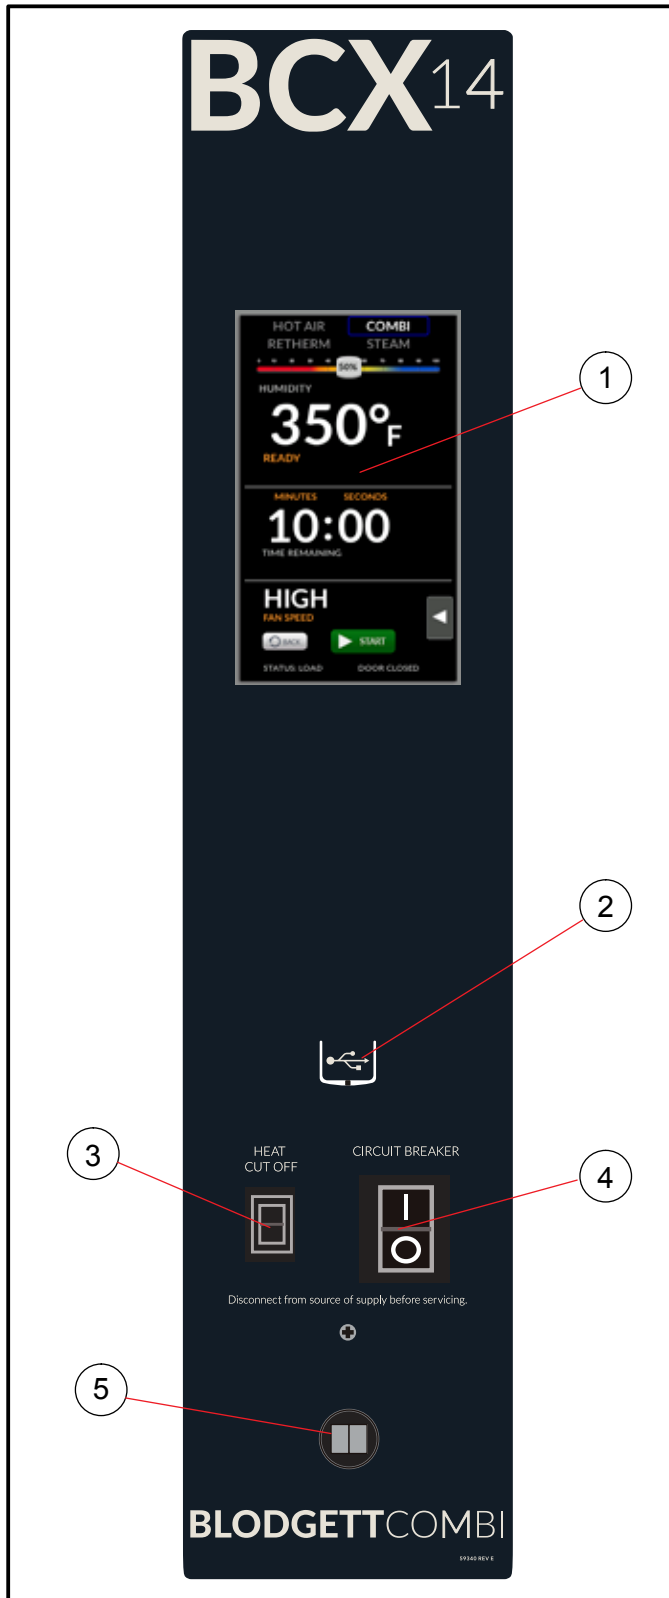 BCX14
HOT AIR COMBI
RETHERM STEAM
50%
HUMIDITY
350°F
READY
1
MINUTES SECONDS
10:00
TIME REMAINING
HIGH
FAN SPEED
BACK START
STATUS: LOAD DOOR CLOSED
2
3
HEAT
CUT OFF
CIRCUIT BREAKER
I
O
4
Disconnect from source of supply before servicing.
5
BLODGETTCOMBI
59340 REV E